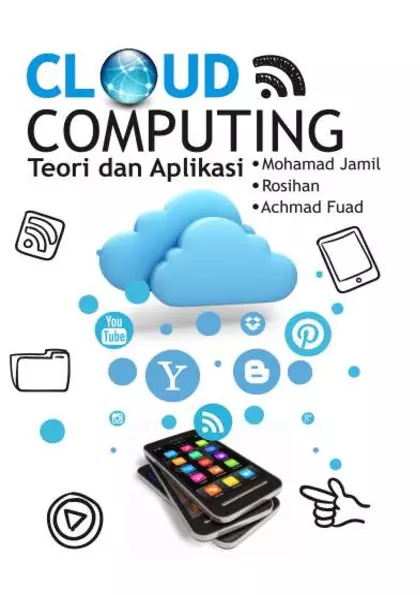 CLOUD
COMPUTING
Teori dan Aplikasi
• Mohamad Jamil
• Rosihan
• Achmad Fuad
You
Tube
Y
B